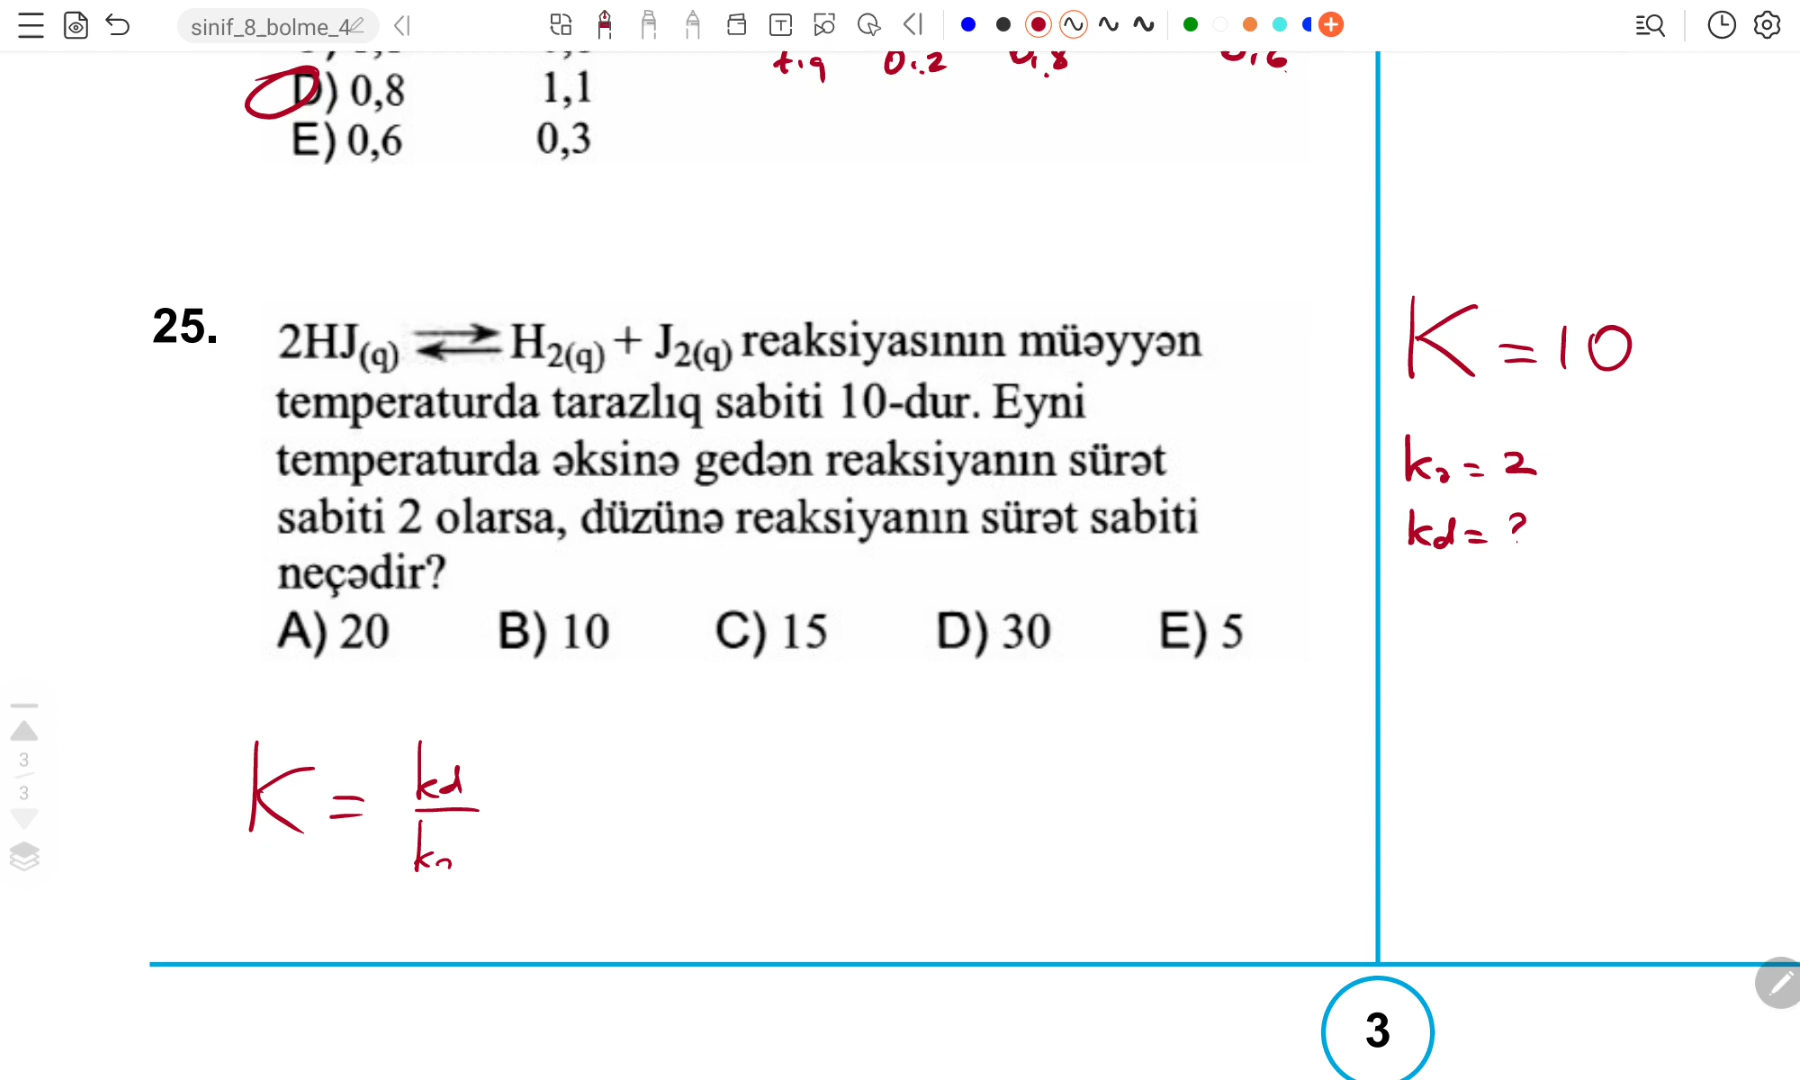 sinif_8_bolme_4
D) 0,8 1,1
E) 0,6 0,3
25. 2HJ(q) ⇌ H2(q) + J2(q) reaksiyasının müəyyən
temperaturda tarazlıq sabiti 10-dur. Eyni
temperaturda əksinə gedən reaksiyanın sürət
sabiti 2 olarsa, düzünə reaksiyanın sürət sabiti
neçədir?
A) 20 B) 10 C) 15 D) 30 E) 5
K = 10
kə = 2
kd = ?
K = kd
kə
3
3
3